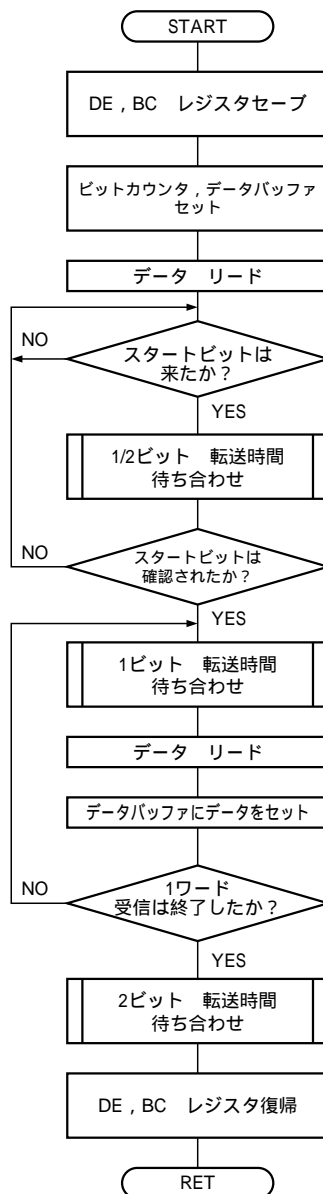 START
DE , BC レジスタセーブ
ビットカウンタ , データバッファ
セット
データ リード
NO
スタートビットは
来たか？
YES
1/2ビット 転送時間
待ち合わせ
NO
スタートビットは
確認されたか？
YES
1ビット 転送時間
待ち合わせ
データ リード
データバッファにデータをセット
NO
1ワード
受信は終了したか？
YES
2ビット 転送時間
待ち合わせ
DE , BC レジスタ復帰
RET